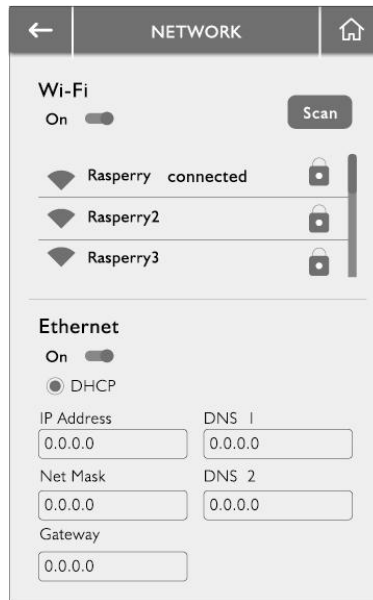 NETWORK
Wi-Fi
On
Scan
Rasperry connected
Rasperry2
Rasperry3
Ethernet
On
DHCP
IP Address DNS 1
0.0.0.0 0.0.0.0
Net Mask DNS 2
0.0.0.0 0.0.0.0
Gateway
0.0.0.0